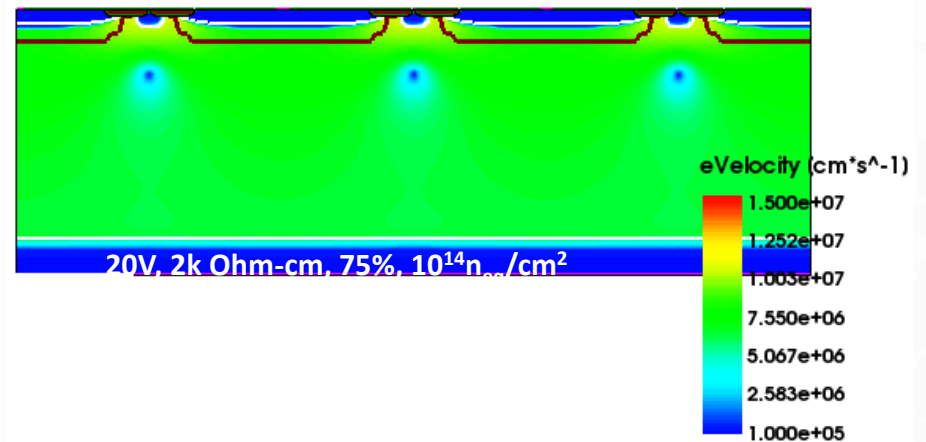 eVelocity (cm*s^-1)
1.500e+07
1.252e+07
1.003e+07
7.550e+06
5.067e+06
2.583e+06
1.000e+05
20V, 2k Ohm-cm, 75%, 10¹⁴nₑq/cm²